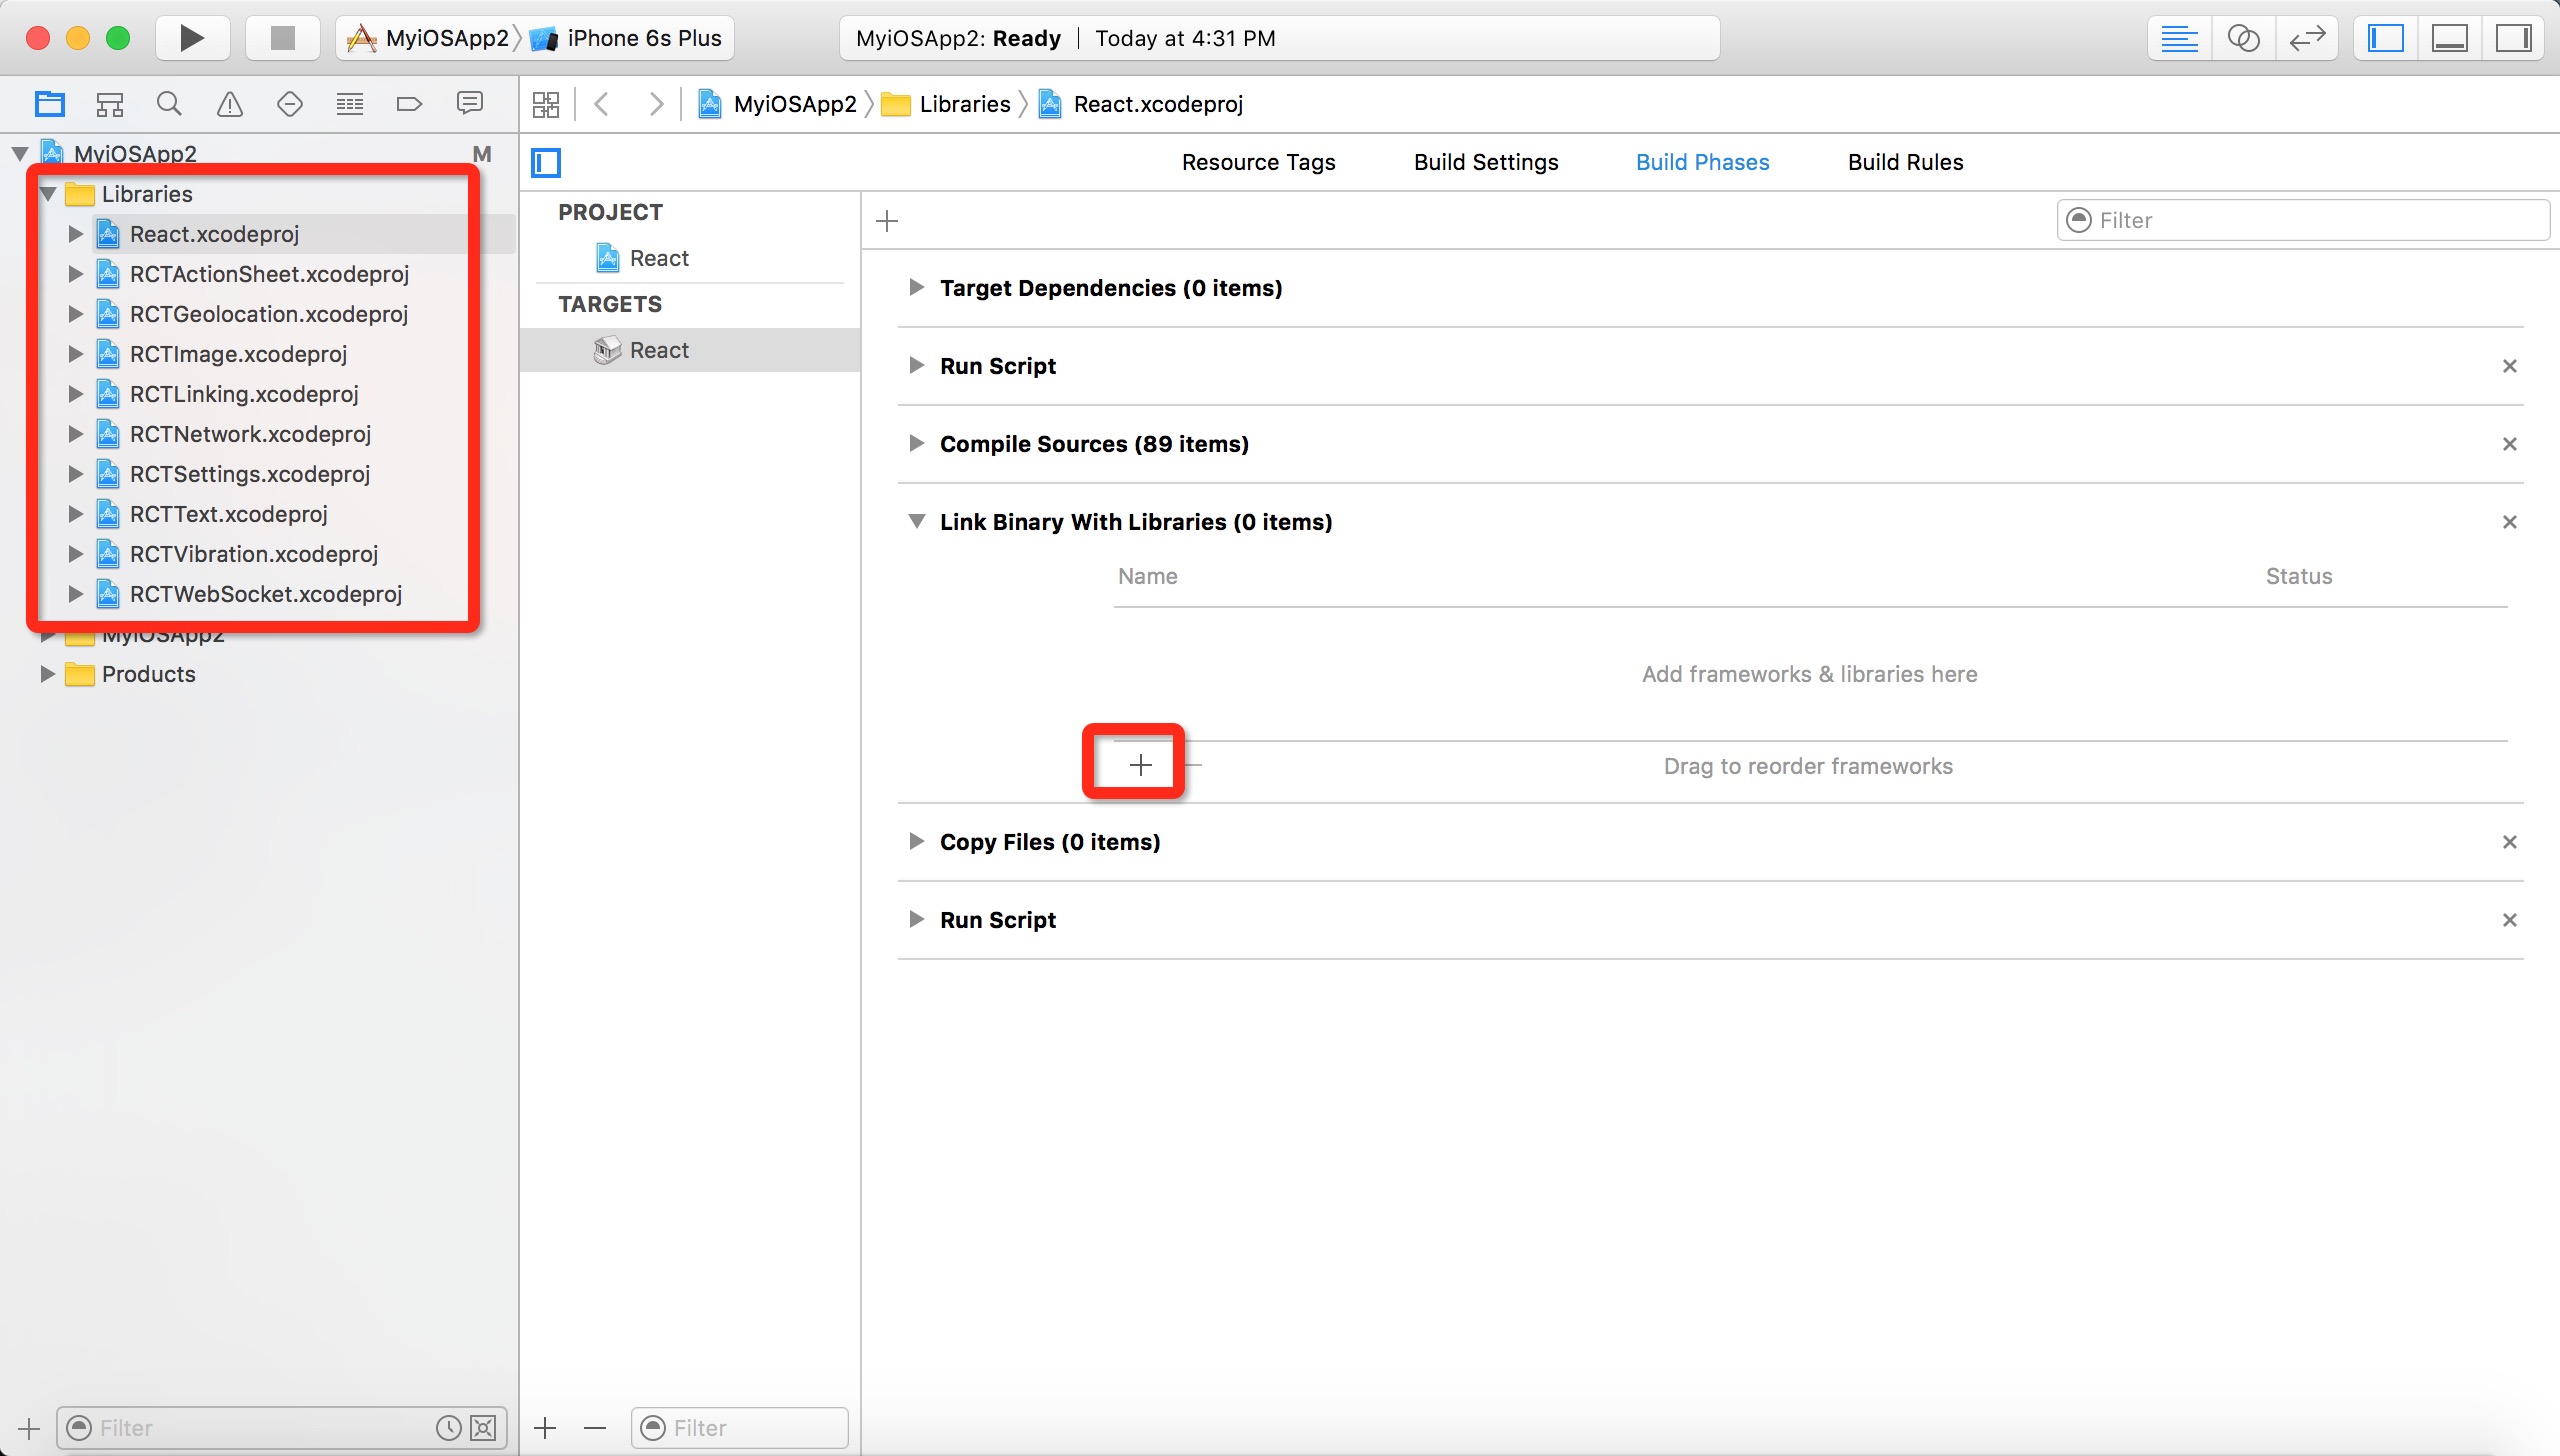 MyiOSApp2 iPhone 6s Plus MyiOSApp2: Ready Today at 4:31 PM
MyiOSApp2 Libraries React.xcodeproj
MyiOSApp2 M
Libraries
React.xcodeproj
RCTActionSheet.xcodeproj
RCTGeolocation.xcodeproj
RCTImage.xcodeproj
RCTLinking.xcodeproj
RCTNetwork.xcodeproj
RCTSettings.xcodeproj
RCTText.xcodeproj
RCTVibration.xcodeproj
RCTWebSocket.xcodeproj
MyiOSApp2
Products
Filter
Resource Tags Build Settings Build Phases Build Rules
PROJECT
React
TARGETS
React
Filter
Filter
Target Dependencies (0 items)
Run Script
Compile Sources (89 items)
Link Binary With Libraries (0 items)
Name Status
Add frameworks & libraries here
Drag to reorder frameworks
Copy Files (0 items)
Run Script